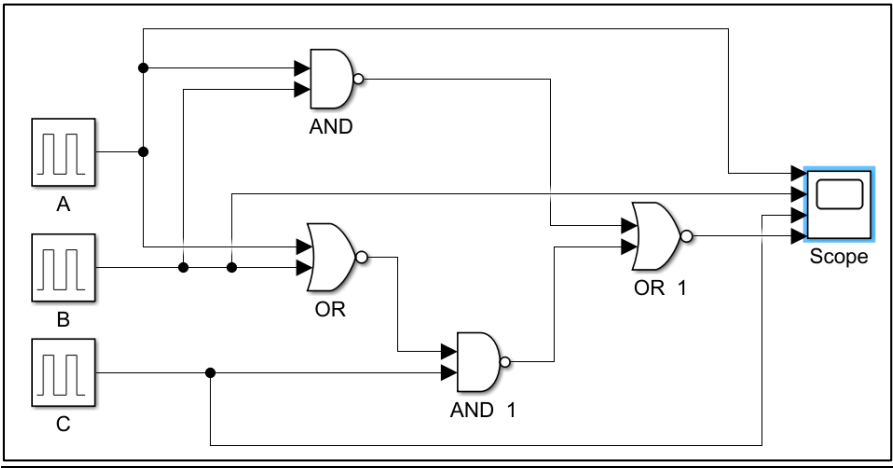 AND
A
B
OR
OR 1
Scope
C
AND 1